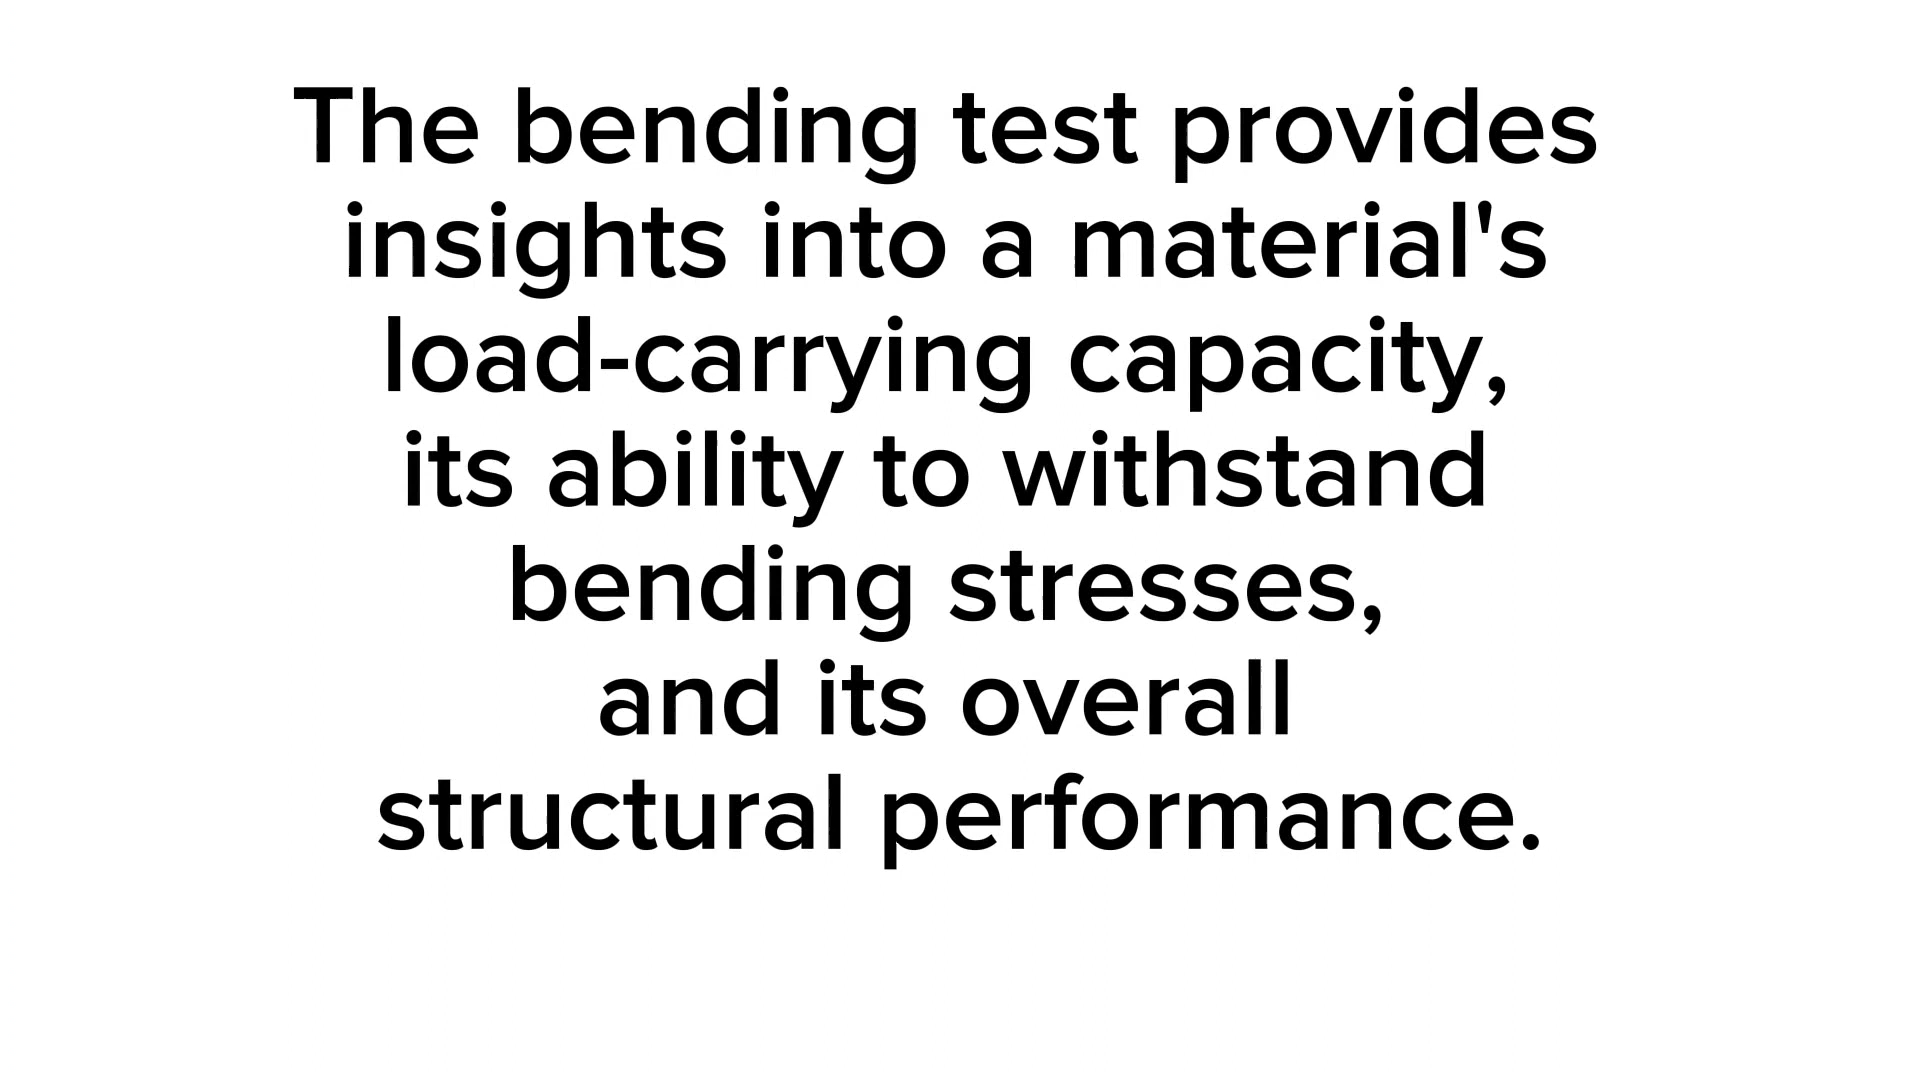 The bending test provides
insights into a material's
load-carrying capacity,
its ability to withstand
bending stresses,
and its overall
structural performance.